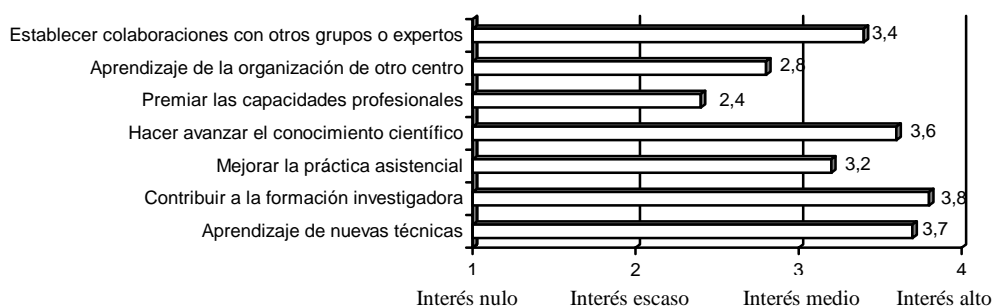 Establecer colaboraciones con otros grupos o expertos 3,4
Aprendizaje de la organización de otro centro 2,8
Premiar las capacidades profesionales 2,4
Hacer avanzar el conocimiento científico 3,6
Mejorar la práctica asistencial 3,2
Contribuir a la formación investigadora 3,8
Aprendizaje de nuevas técnicas 3,7
1 2 3 4
Interés nulo Interés escaso Interés medio Interés alto